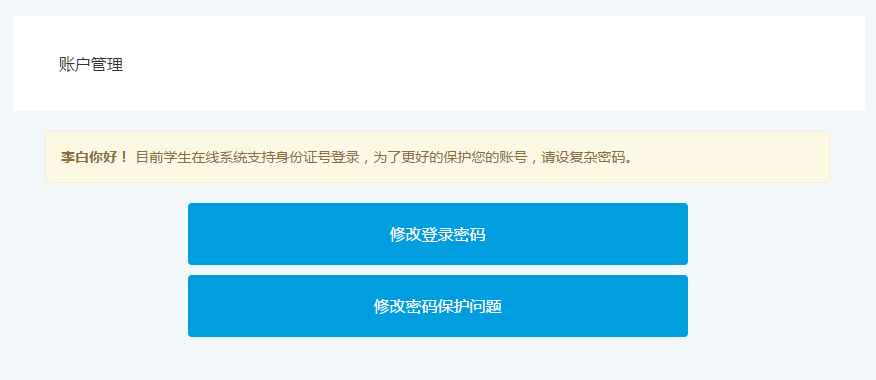 账户管理
李白你好！ 目前学生在线系统支持身份证号登录，为了更好的保护您的账号，请设复杂密码。
修改登录密码
修改密码保护问题